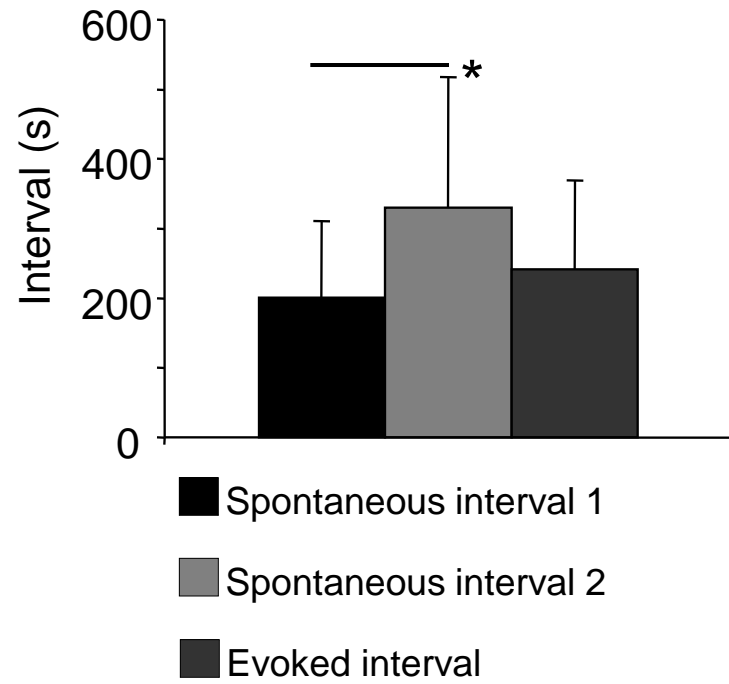 600
*
400
Interval (s)
200
0
Spontaneous interval 1
Spontaneous interval 2
Evoked interval